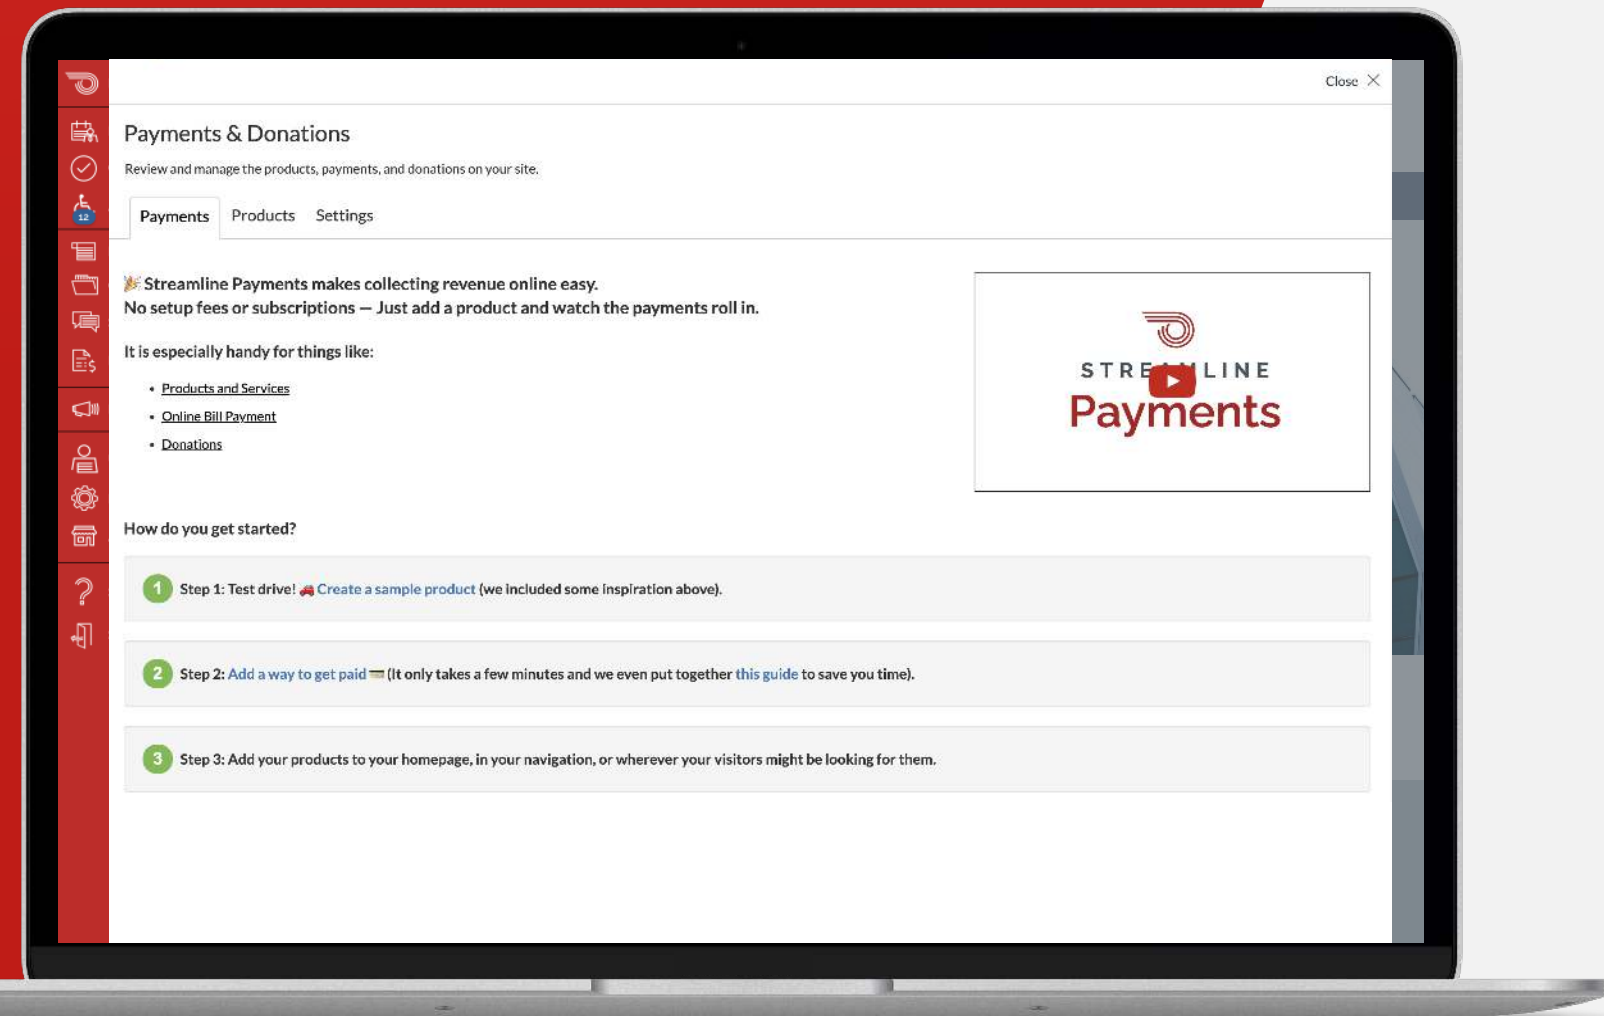 Close
Payments & Donations
Review and manage the products, payments, and donations on your site.
Payments Products Settings
🎉 Streamline Payments makes collecting revenue online easy.
No setup fees or subscriptions — Just add a product and watch the payments roll in.
It is especially handy for things like:
• Products and Services
• Online Bill Payment
• Donations
STREAMLINE
Payments
How do you get started?
1 Step 1: Test drive! 🚗 Create a sample product (we included some inspiration above).
2 Step 2: Add a way to get paid 💳 (It only takes a few minutes and we even put together this guide to save you time).
3 Step 3: Add your products to your homepage, in your navigation, or wherever your visitors might be looking for them.
12